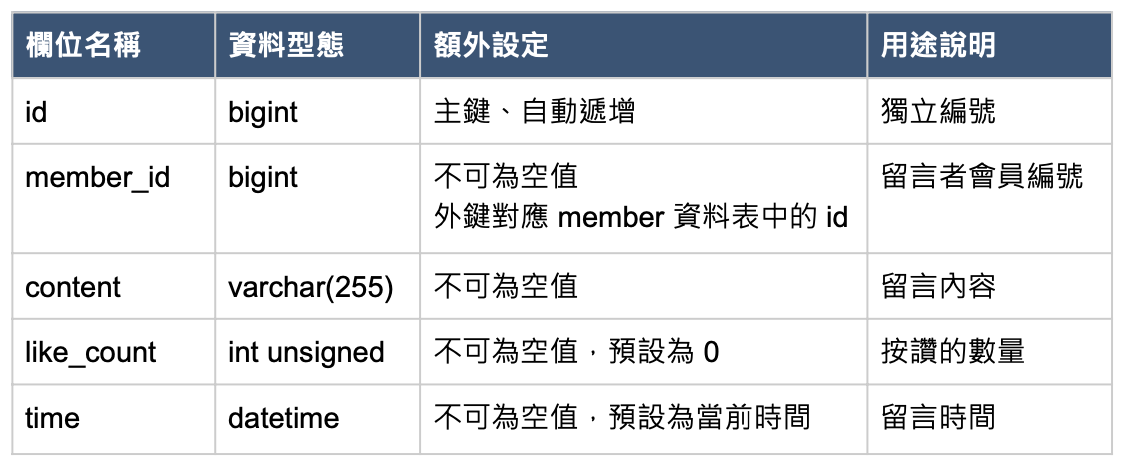 欄位名稱 資料型態 額外設定 用途說明
id bigint 主鍵、自動遞增 獨立編號
member_id bigint 不可為空值 留言者會員編號
外鍵對應 member 資料表中的 id
content varchar(255) 不可為空值 留言內容
like_count int unsigned 不可為空值，預設為 0 按讚的數量
time datetime 不可為空值，預設為當前時間 留言時間